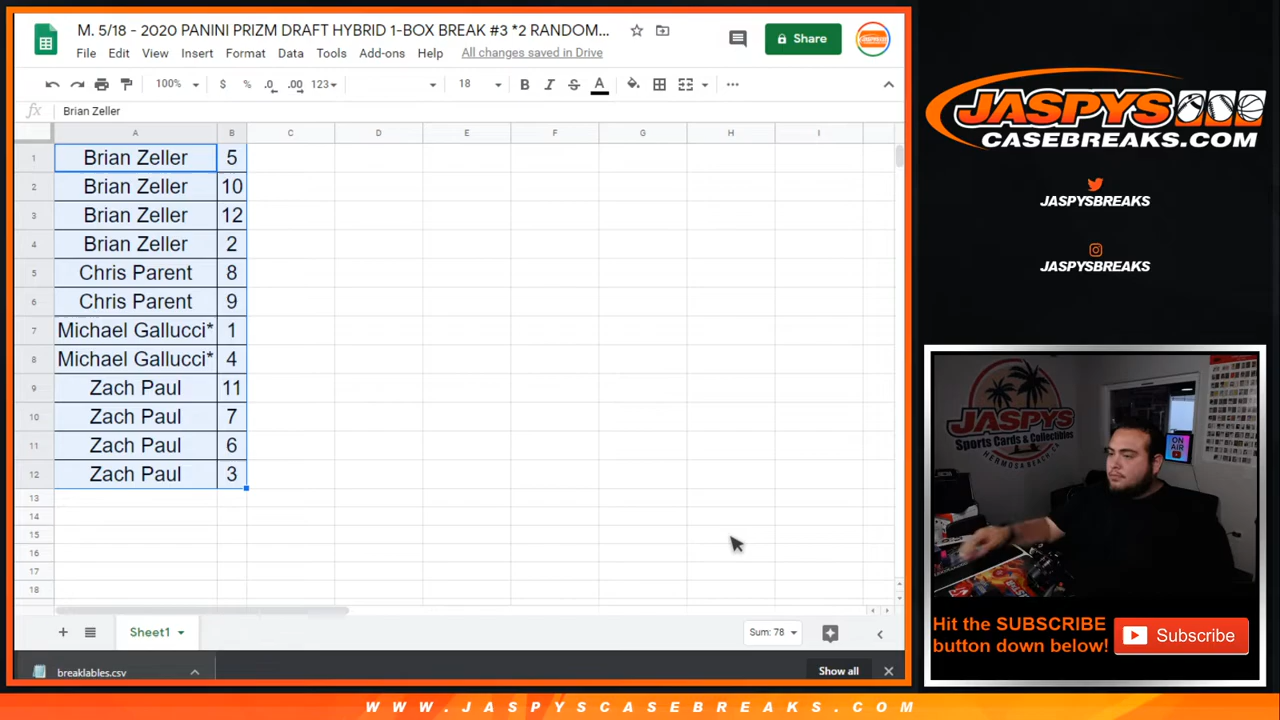 M. 5/18 - 2020 PANINI PRIZM DRAFT HYBRID 1-BOX BREAK #3 *2 RANDOM...
File Edit View Insert Format Data Tools Add-ons Help All changes saved in Drive
Share
100% $ % .0 .00 123 18 B I S A
fx Brian Zeller
A B C D E F G H I
1 Brian Zeller 5
2 Brian Zeller 10
3 Brian Zeller 12
4 Brian Zeller 2
5 Chris Parent 8
6 Chris Parent 9
7 Michael Gallucci* 1
8 Michael Gallucci* 4
9 Zach Paul 11
10 Zach Paul 7
11 Zach Paul 6
12 Zach Paul 3
13
14
15
16
17
18
Sheet1
Sum: 78
breaklables.csv
Show all
JASPYS
CASEBREAKS.COM
JASPYSBREAKS
JASPYSBREAKS
JASPYS
Sports Cards & Collectibles
HERMOSA BEACH CA
ON AIR
Hit the SUBSCRIBE
button down below!
Subscribe
WWW.JASPYSCASEBREAKS.COM